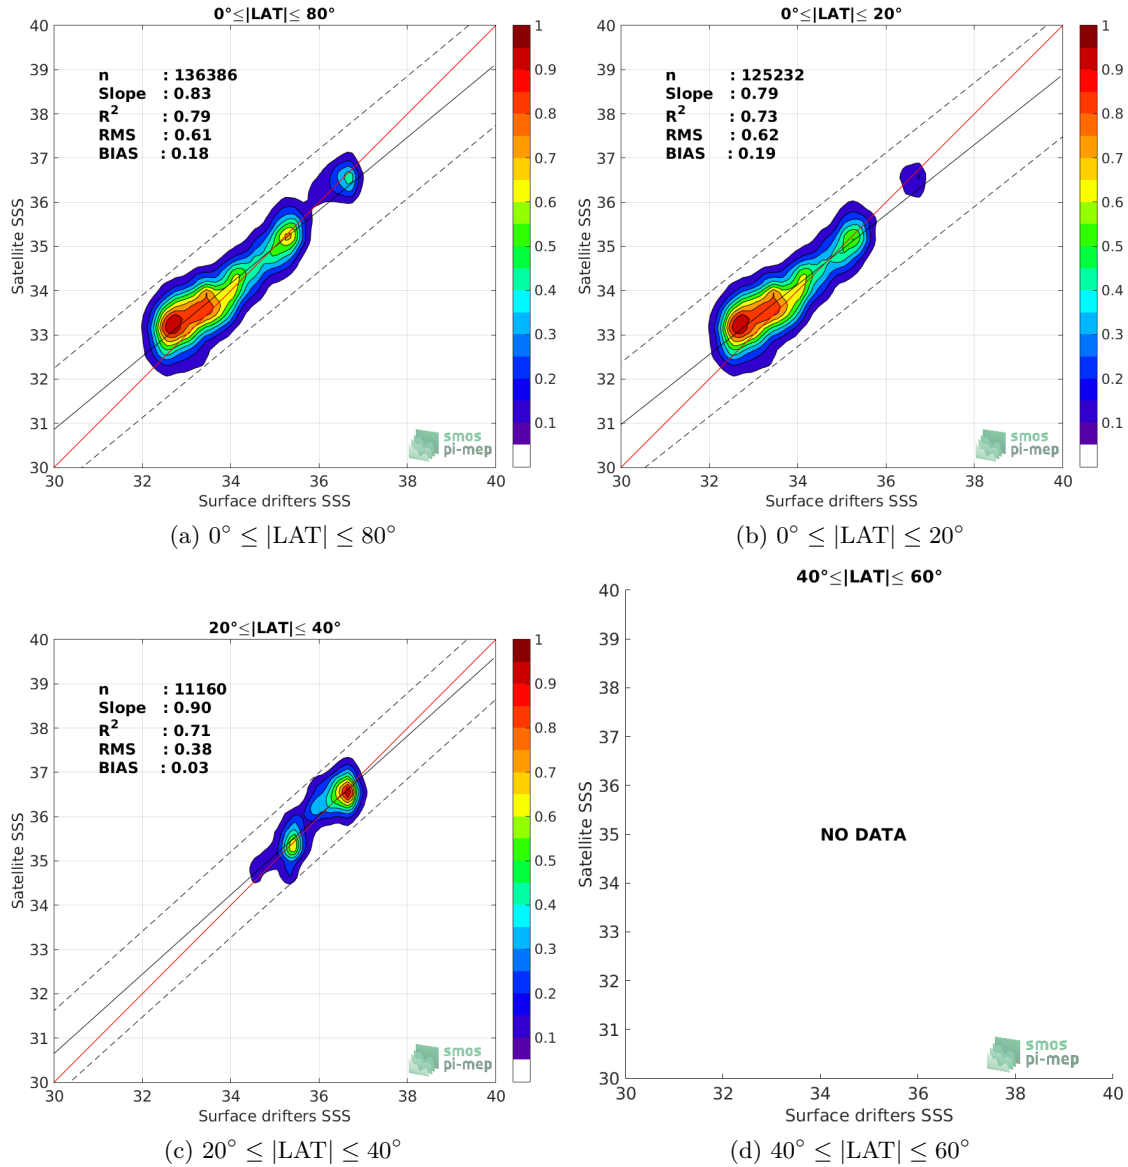 0°≤|LAT|≤ 80°
n : 136386
Slope : 0.83
R2 : 0.79
RMS : 0.61
BIAS : 0.18
40
39
38
37
36
35
34
33
32
31
30
30 32 34 36 38 40
Satellite SSS
Surface drifters SSS
smos
pi-mep
1
0.9
0.8
0.7
0.6
0.5
0.4
0.3
0.2
0.1
(a) 0° ≤ |LAT| ≤ 80°
0°≤|LAT|≤ 20°
n : 125232
Slope : 0.79
R2 : 0.73
RMS : 0.62
BIAS : 0.19
40
39
38
37
36
35
34
33
32
31
30
30 32 34 36 38 40
Satellite SSS
Surface drifters SSS
smos
pi-mep
1
0.9
0.8
0.7
0.6
0.5
0.4
0.3
0.2
0.1
(b) 0° ≤ |LAT| ≤ 20°
20°≤|LAT|≤ 40°
n : 11160
Slope : 0.90
R2 : 0.71
RMS : 0.38
BIAS : 0.03
40
39
38
37
36
35
34
33
32
31
30
30 32 34 36 38 40
Satellite SSS
Surface drifters SSS
smos
pi-mep
1
0.9
0.8
0.7
0.6
0.5
0.4
0.3
0.2
0.1
(c) 20° ≤ |LAT| ≤ 40°
40°≤|LAT|≤ 60°
40
39
38
37
36
35
34
33
32
31
30
30 32 34 36 38 40
Satellite SSS
NO DATA
Surface drifters SSS
smos
pi-mep
(d) 40° ≤ |LAT| ≤ 60°